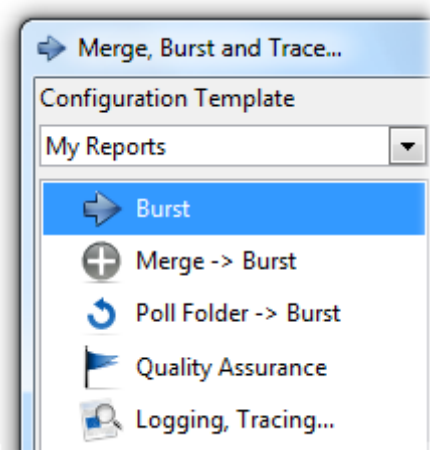 Merge, Burst and Trace...
Configuration Template
My Reports
Burst
Merge -> Burst
Poll Folder -> Burst
Quality Assurance
Logging, Tracing...